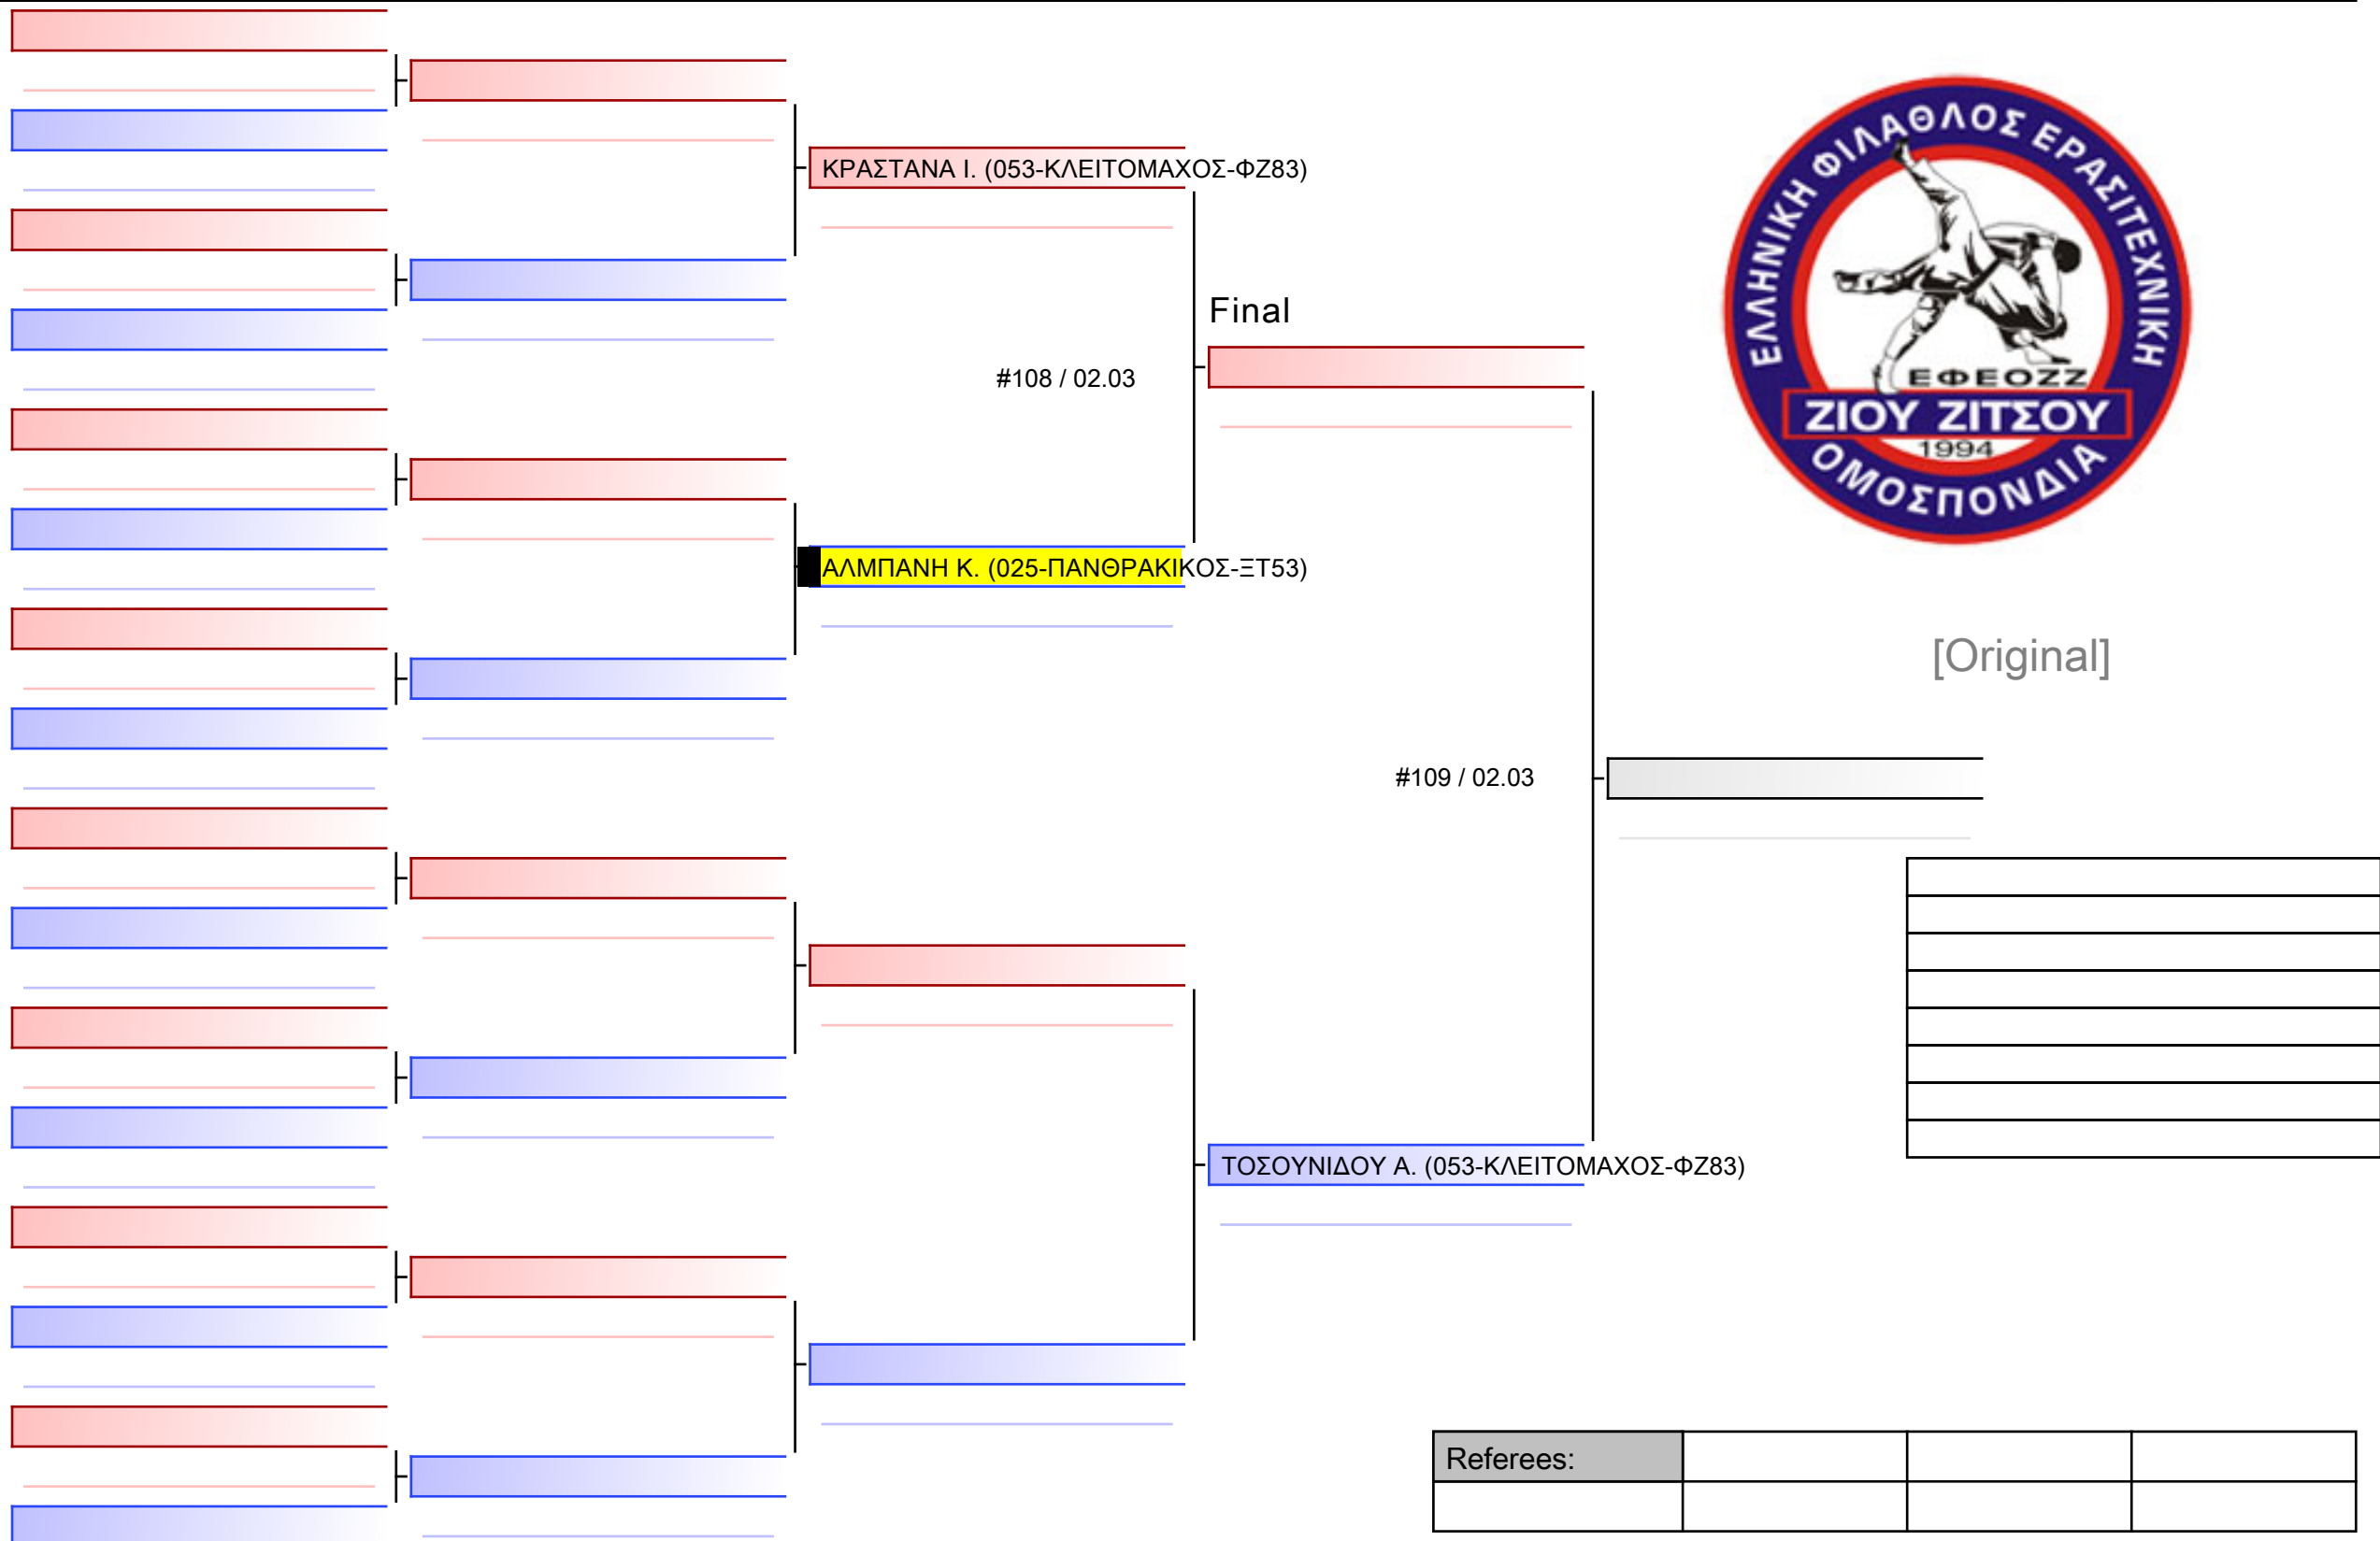 ΚΡΑΣΤΑΝΑ Ι. (053-ΚΛΕΙΤΟΜΑΧΟΣ-ΦΖ83)
Final
#108 / 02.03
ΑΛΜΠΑΝΗ Κ. (025-ΠΑΝΘΡΑΚΙΚΟΣ-ΞΤ53)
ΕΛΛΗΝΙΚΗ ΦΙΛΑΘΛΟΣ ΕΡΑΣΙΤΕΧΝΙΚΗ
ΕΦΕΟΖΖ
ΖΙΟΥ ΖΙΤΣΟΥ
1994
ΟΜΟΣΠΟΝΔΙΑ
[Original]
#109 / 02.03
ΤΟΣΟΥΝΙΔΟΥ Α. (053-ΚΛΕΙΤΟΜΑΧΟΣ-ΦΖ83)
Referees: